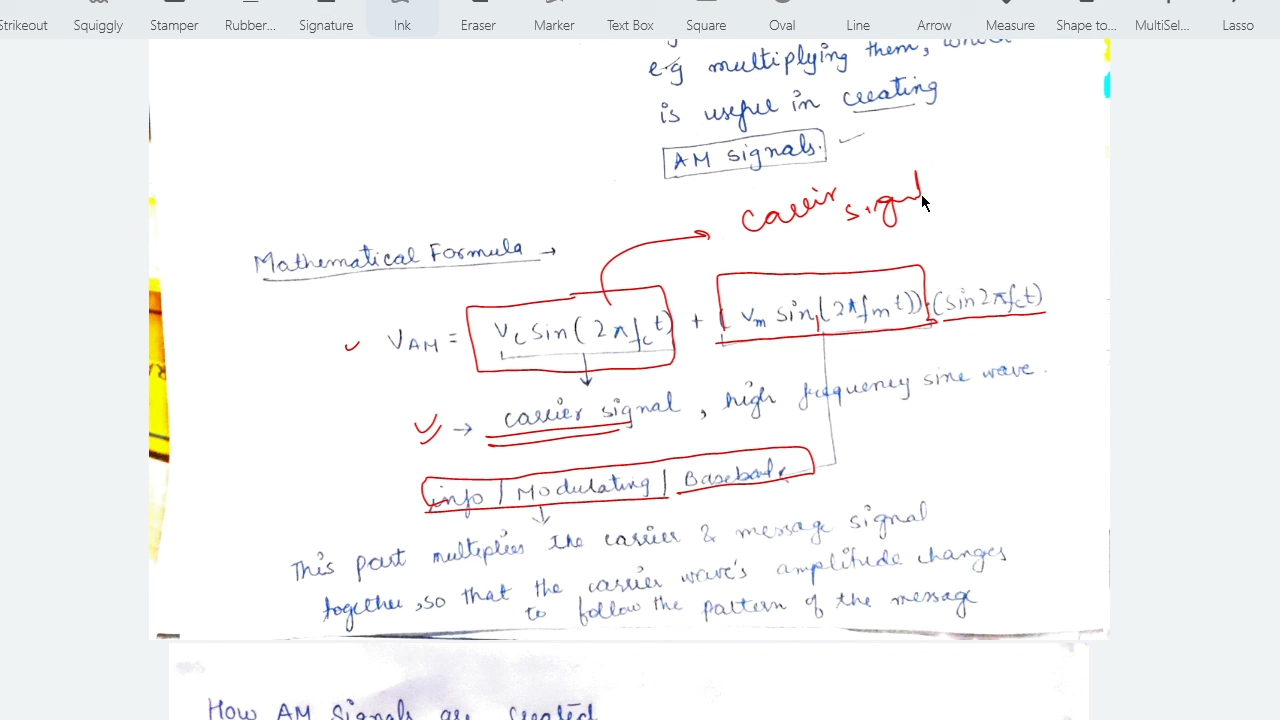 Strikeout Squiggly Stamper Rubber... Signature Ink Eraser Marker Text Box Square Oval Line Arrow Measure Shape to... MultiSel... Lasso
e.g multiplying them,
is useful in creating
AM signals.
Carrier signal
Mathematical Formula →
VAM = Vc sin(2πfct) + (Vm sin(2πfmt)).(sin2πfct)
→ carrier signal, high frequency sine wave.
info / Modulating / Baseband
This part multiplies the carrier & message signal
together, so that the carrier wave's amplitude changes
to follow the pattern of the message
How AM signals are created